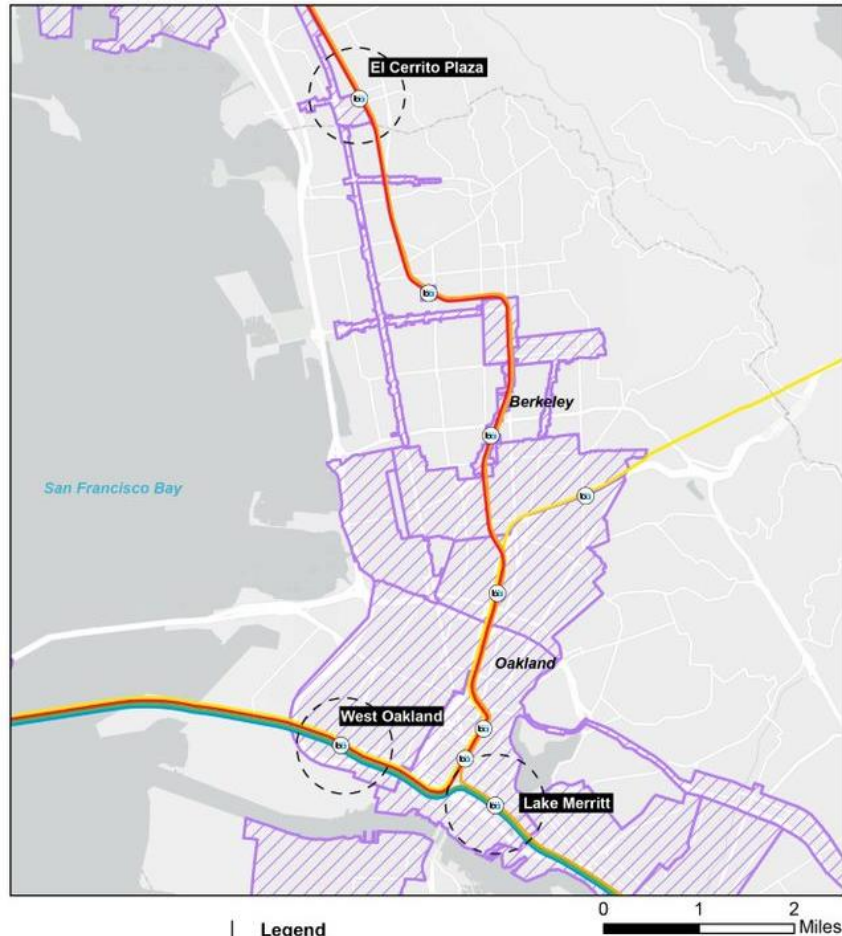 El Cerrito Plaza
Berkeley
San Francisco Bay
Oakland
West Oakland
Lake Merritt
0 1 2
Miles
Legend